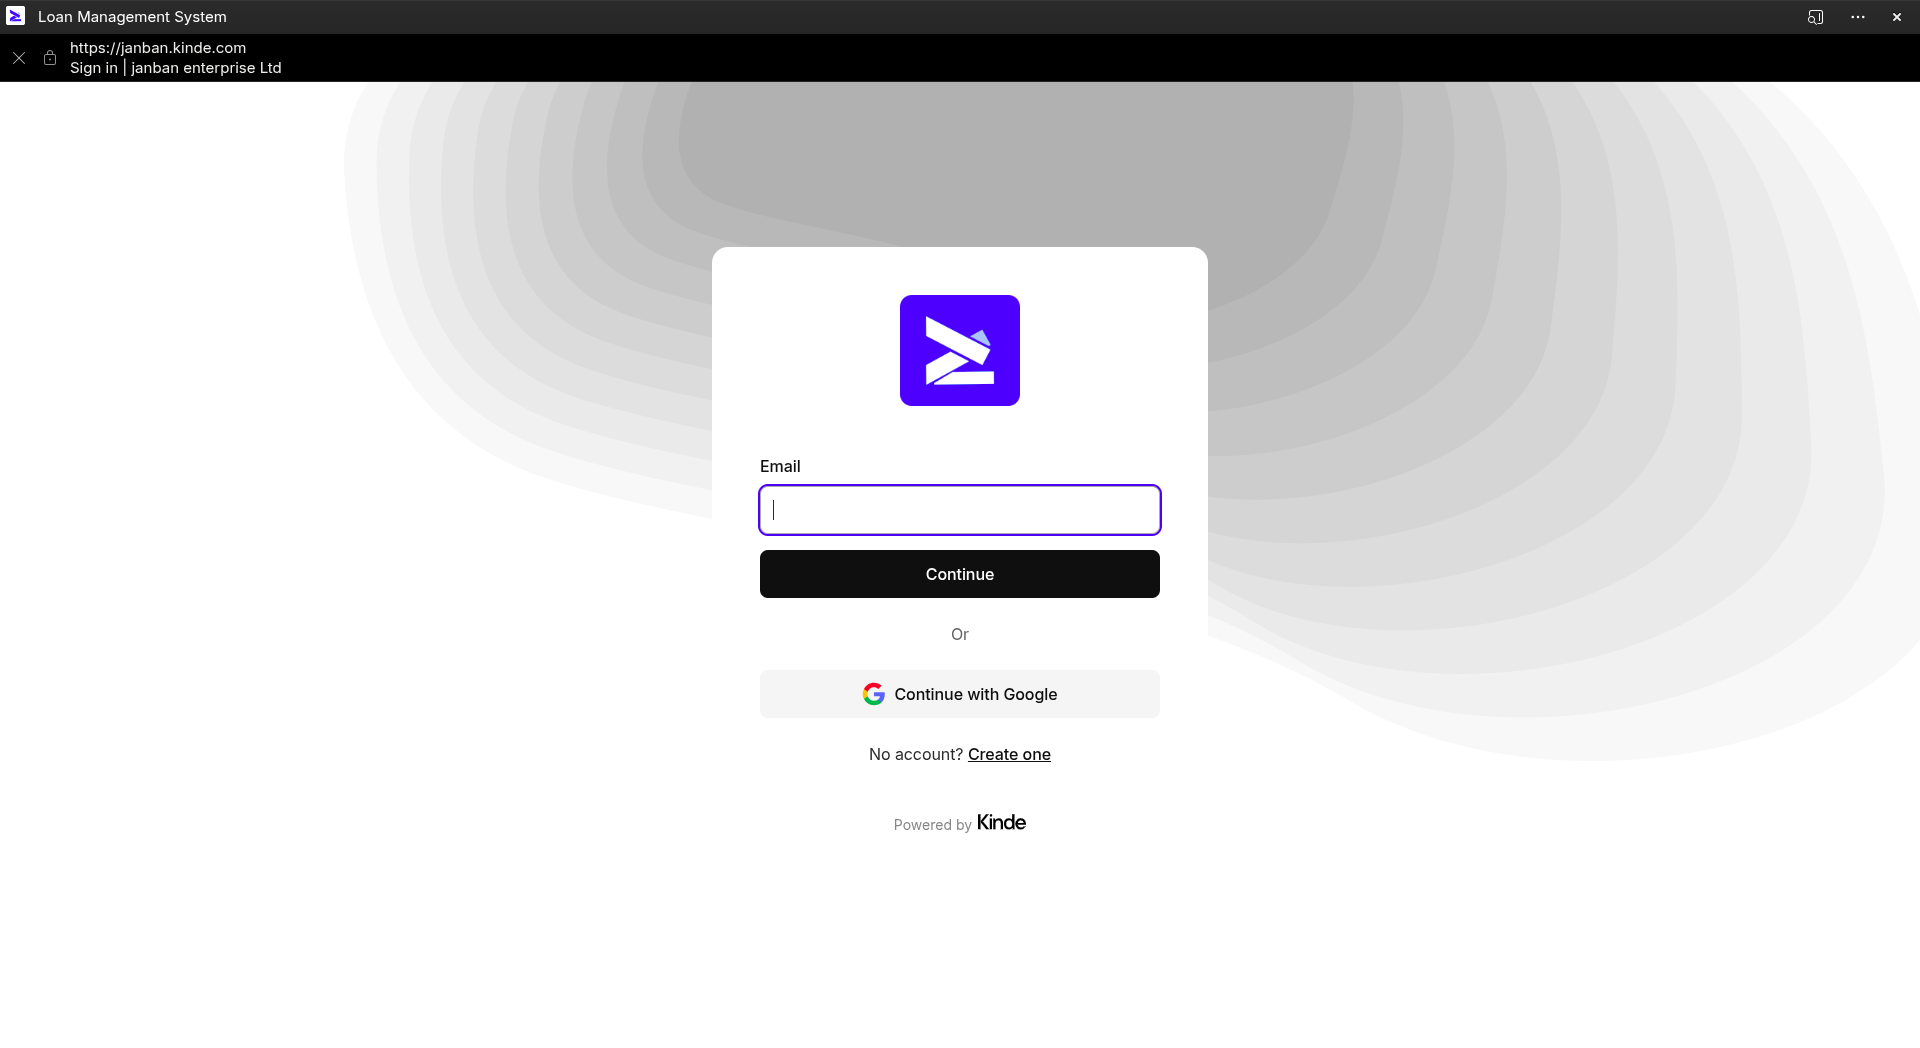 Loan Management System
https://janban.kinde.com
Sign in | janban enterprise Ltd
Email
Continue
Or
Continue with Google
No account? Create one
Powered by Kinde